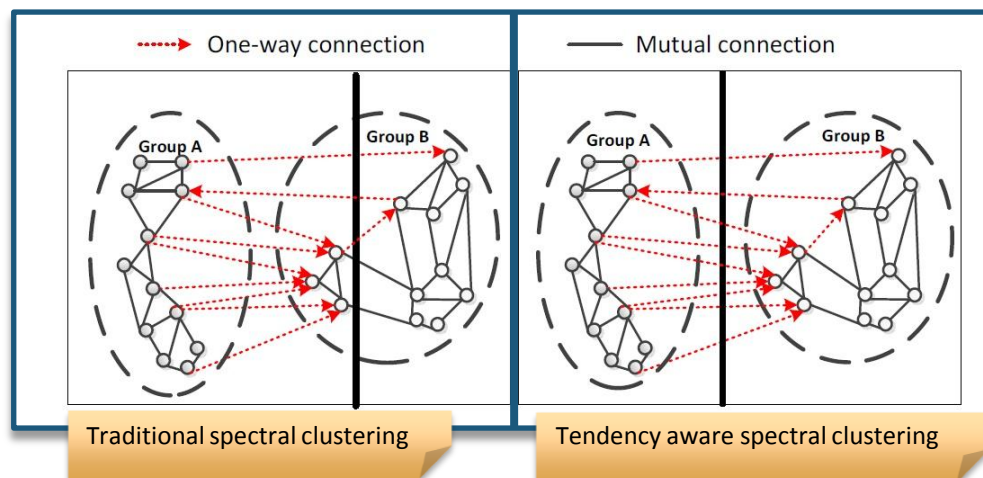 One-way connection
Mutual connection
Group A
Group B
Group A
Group B
Traditional spectral clustering
Tendency aware spectral clustering